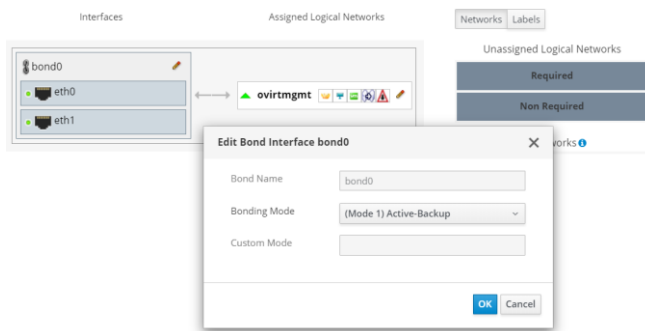 Interfaces
Assigned Logical Networks
Networks Labels
Unassigned Logical Networks
bond0
Required
eth0
ovirtmgmt
Non Required
eth1
Edit Bond Interface bond0
Bond Name
bond0
Bonding Mode
(Mode 1) Active-Backup
Custom Mode
OK Cancel